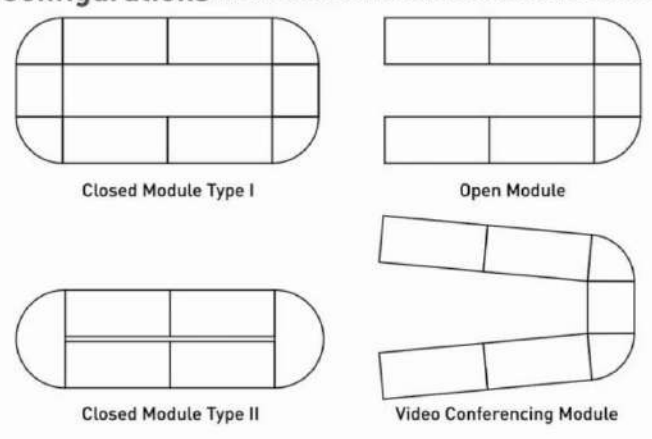 Closed Module Type I
Open Module
Closed Module Type II
Video Conferencing Module